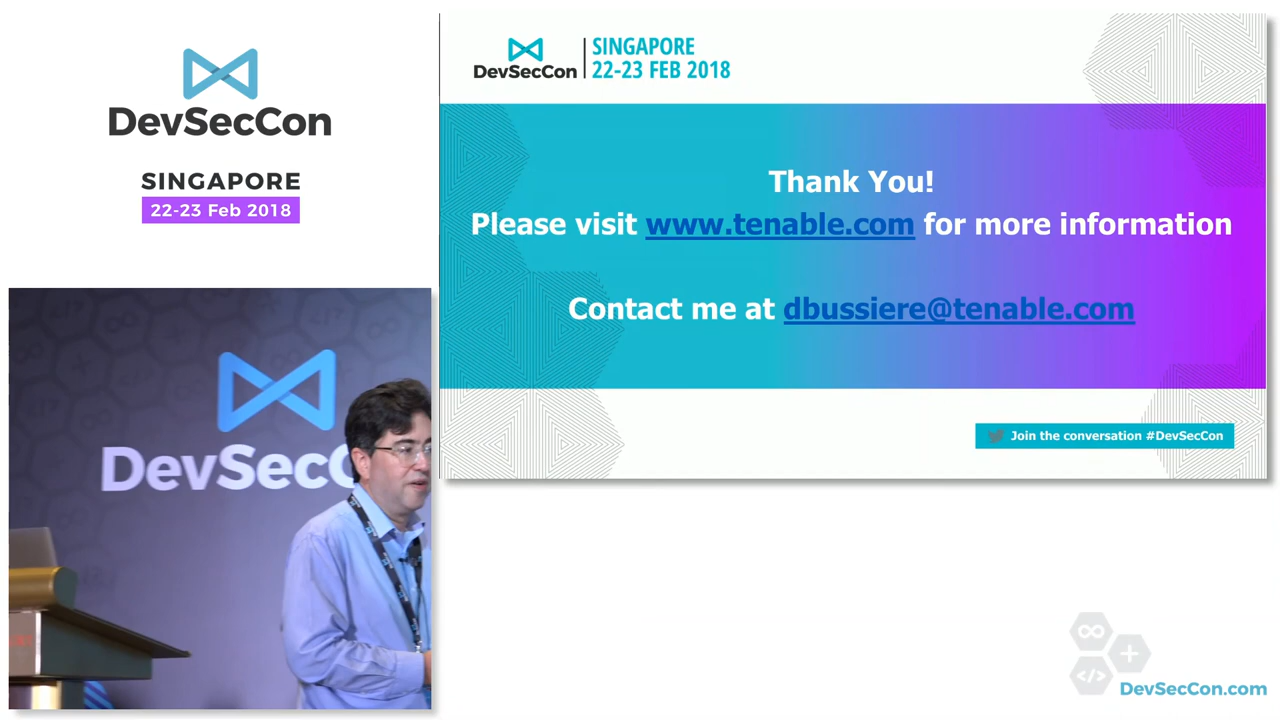 DevSecCon
SINGAPORE
22-23 Feb 2018
DevSecCon
SINGAPORE
22-23 FEB 2018
Thank You!
Please visit www.tenable.com for more information
Contact me at dbussiere@tenable.com
Join the conversation #DevSecCon
DevSecC
DevSecCon.com